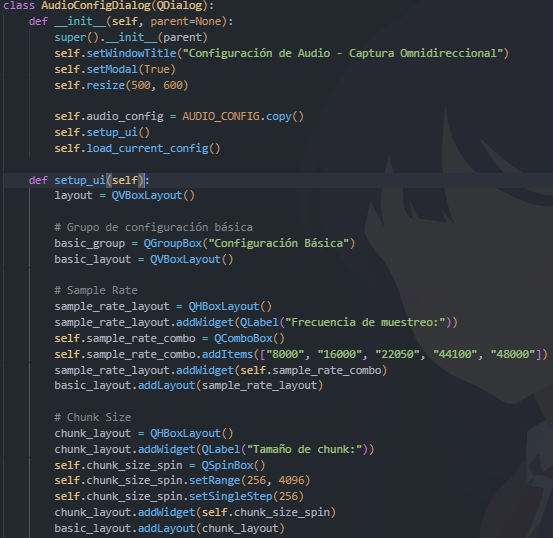 class AudioConfigDialog(QDialog):
    def __init__(self, parent=None):
        super().__init__(parent)
        self.setWindowTitle("Configuración de Audio - Captura Omnidireccional")
        self.setModal(True)
        self.resize(500, 600)

        self.audio_config = AUDIO_CONFIG.copy()
        self.setup_ui()
        self.load_current_config()

    def setup_ui(self):
        layout = QVBoxLayout()

        # Grupo de configuración básica
        basic_group = QGroupBox("Configuración Básica")
        basic_layout = QVBoxLayout()

        # Sample Rate
        sample_rate_layout = QHBoxLayout()
        sample_rate_layout.addWidget(QLabel("Frecuencia de muestreo:"))
        self.sample_rate_combo = QComboBox()
        self.sample_rate_combo.addItems(["8000", "16000", "22050", "44100", "48000"])
        sample_rate_layout.addWidget(self.sample_rate_combo)
        basic_layout.addLayout(sample_rate_layout)

        # Chunk Size
        chunk_layout = QHBoxLayout()
        chunk_layout.addWidget(QLabel("Tamaño de chunk:"))
        self.chunk_size_spin = QSpinBox()
        self.chunk_size_spin.setRange(256, 4096)
        self.chunk_size_spin.setSingleStep(256)
        chunk_layout.addWidget(self.chunk_size_spin)
        basic_layout.addLayout(chunk_layout)